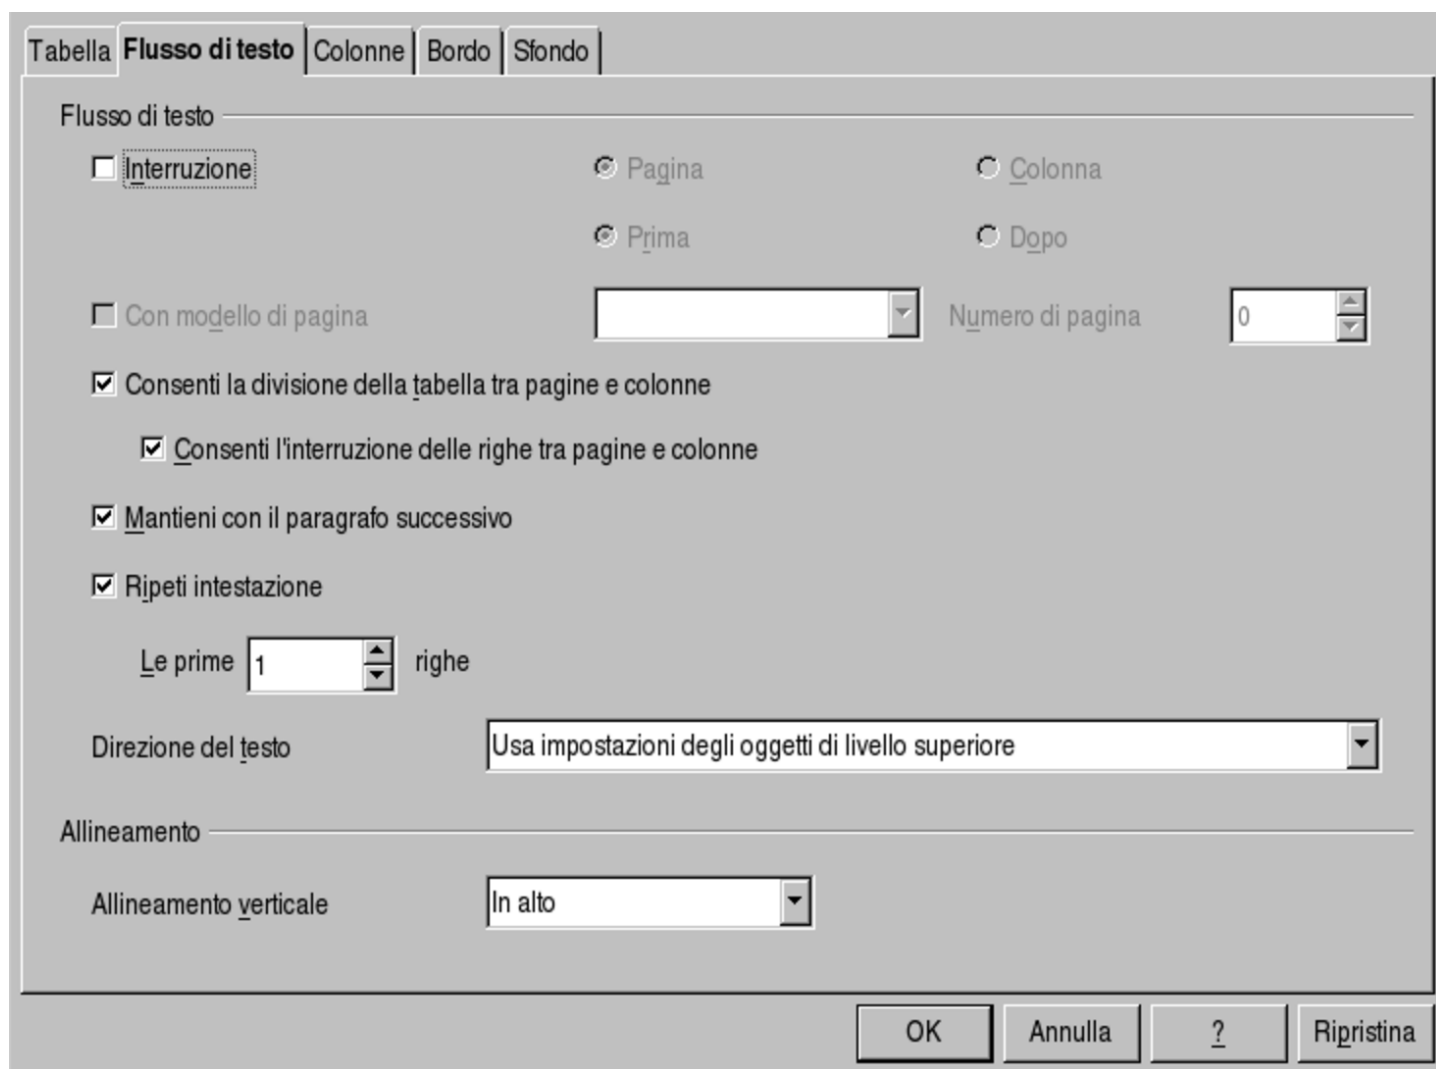 Tabella Flusso di testo Colonne Bordo Sfondo
Flusso di testo
Interruzione Pagina Colonna
Prima Dopo
Con modello di pagina Numero di pagina 0
Consenti la divisione della tabella tra pagine e colonne
Consenti l'interruzione delle righe tra pagine e colonne
Mantieni con il paragrafo successivo
Ripeti intestazione
Le prime 1 righe
Direzione del testo Usa impostazioni degli oggetti di livello superiore
Allineamento
Allineamento verticale In alto
OK Annulla ? Ripristina